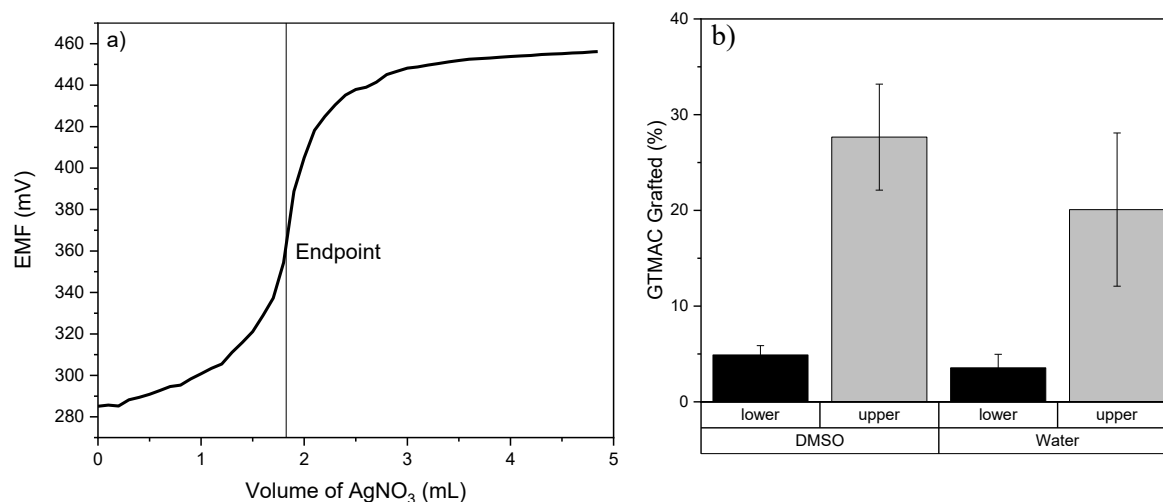 a)
460
440
420
400
380
360
340
320
300
280
EMF (mV)
Endpoint
0 1 2 3 4 5
Volume of AgNO₃ (mL)
b)
40
30
20
10
0
GTMAC Grafted (%)
lower upper lower upper
DMSO Water